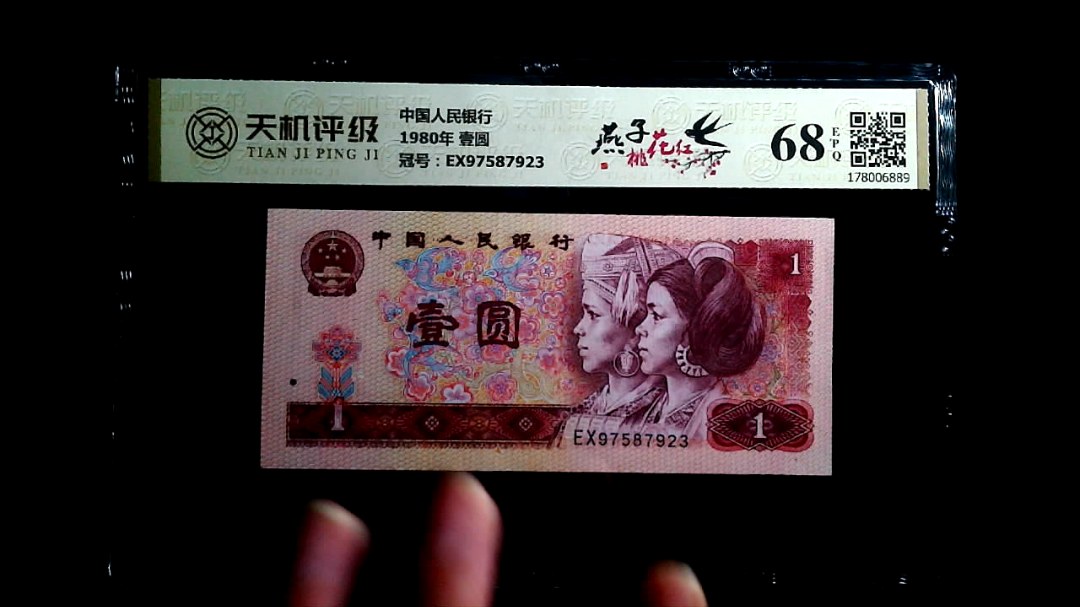 天机评级
TIAN JI PING JI
中国人民银行
1980年 壹圆
冠号：EX97587923
燕子
桃花红
68
EPQ
178006889
中国人民银行
1
壹圆
1
EX97587923
1